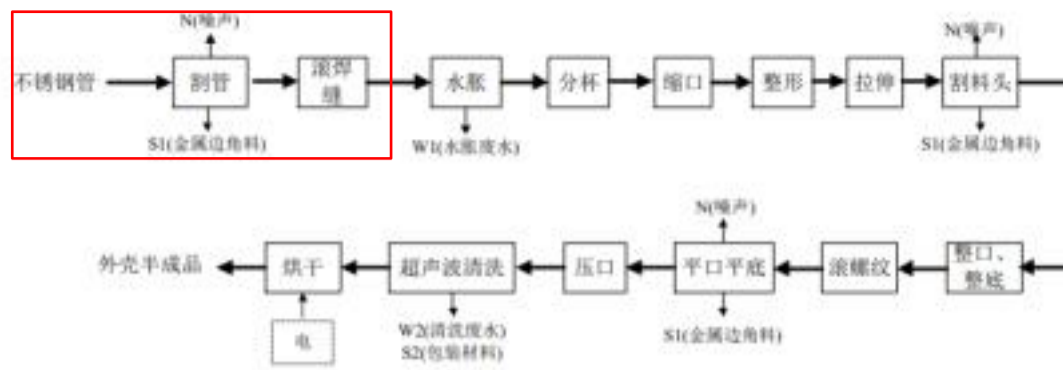 N(噪声)
N(噪声)
不锈钢管
割管
滚焊
缝
水胀
分杯
缩口
整形
拉伸
割料头
S1(金属边角料)
W1(水胀废水)
S1(金属边角料)
N(噪声)
外壳半成品
烘干
超声波清洗
压口
平口平底
滚螺纹
整口、
整底
电
W2(清洗废水)
S2(包装材料)
S1(金属边角料)